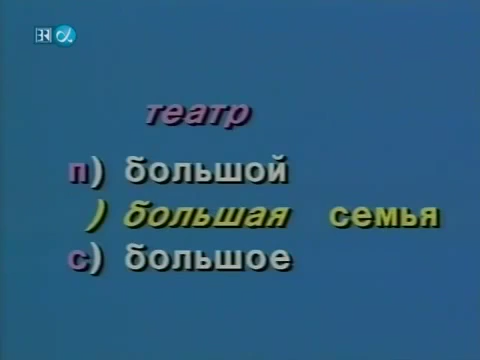 BR α
театр
п) большой
) большая семья
с) большое